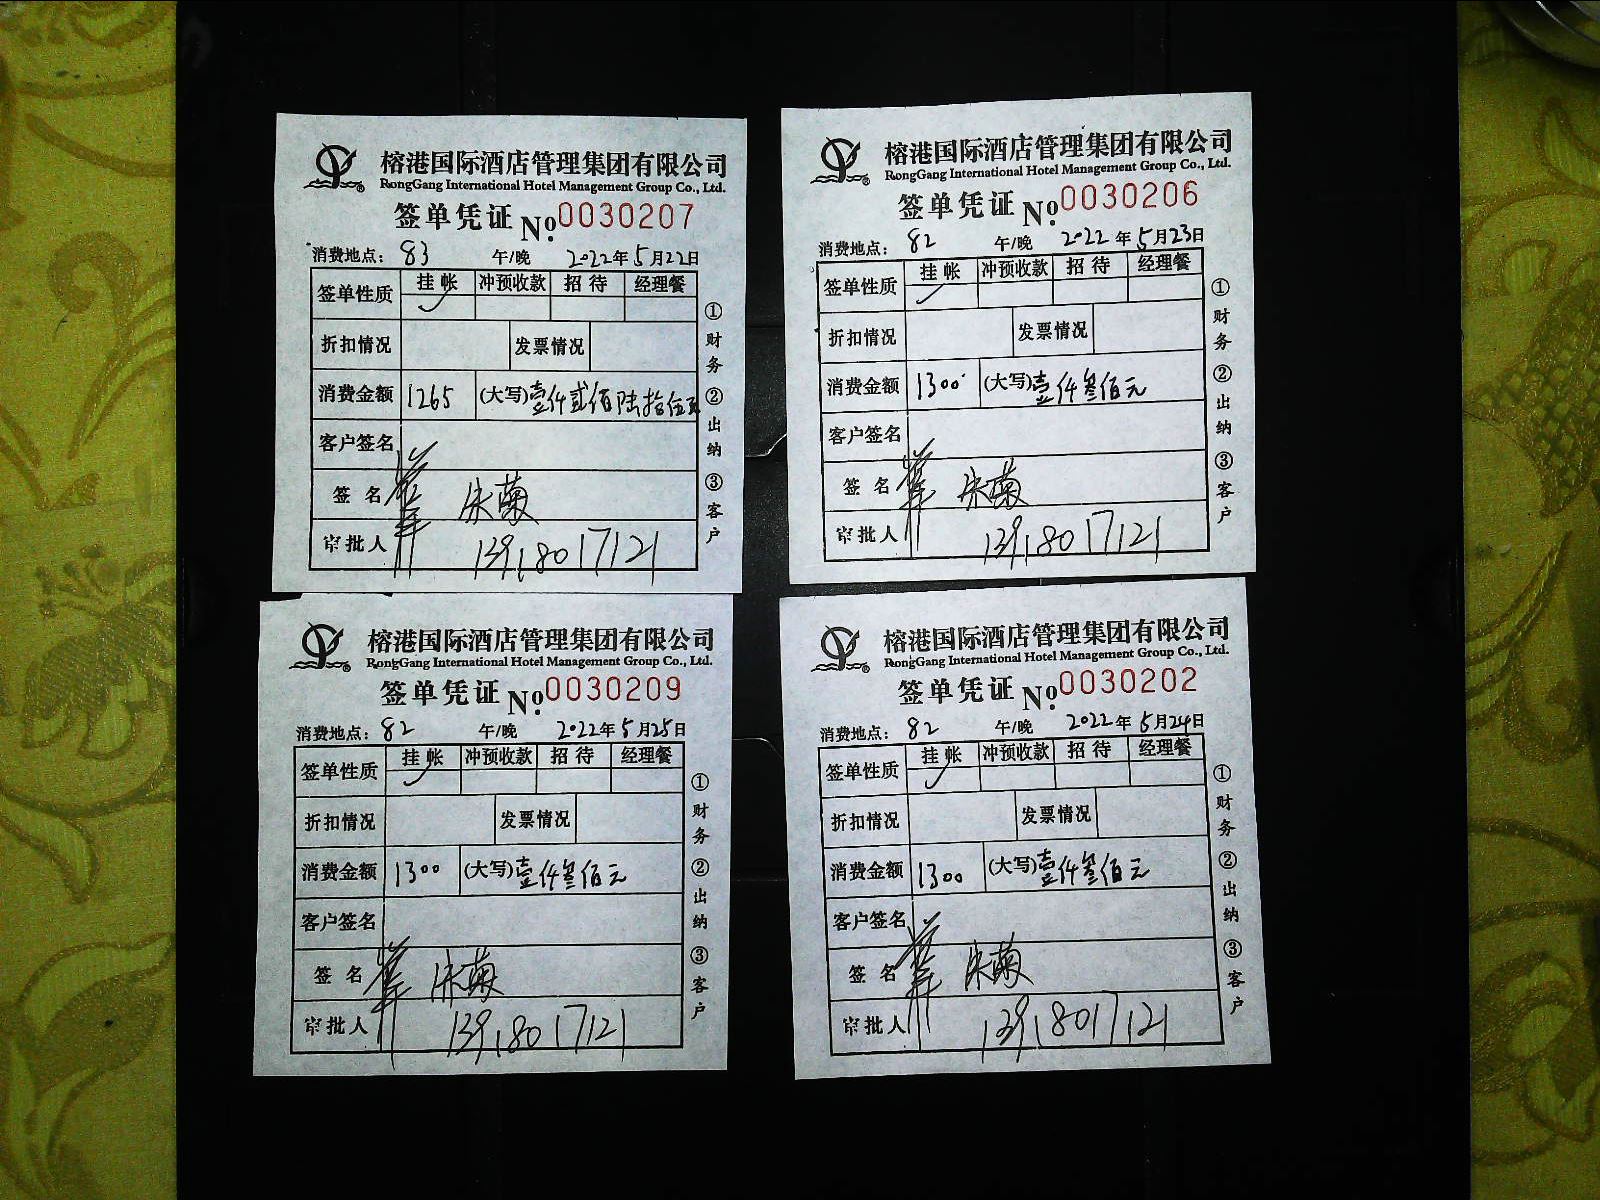 榕港国际酒店管理集团有限公司
RongGang International Hotel Management Group Co., Ltd.
签单凭证 №0030207
消费地点: 83 午/晚 2022年5月22日
签单性质 挂帐 冲预收款 招待 经理餐
折扣情况 发票情况
消费金额 1265 (大写)壹仟贰佰陆拾伍元
客户签名
签名
审批人 13918017121
①财务 ②出纳 ③客户
榕港国际酒店管理集团有限公司
RongGang International Hotel Management Group Co., Ltd.
签单凭证 №0030206
消费地点: 82 午/晚 2022年5月23日
签单性质 挂帐 冲预收款 招待 经理餐
折扣情况 发票情况
消费金额 1300 (大写)壹仟叁佰元
客户签名
签名
审批人 13918017121
①财务 ②出纳 ③客户
榕港国际酒店管理集团有限公司
RongGang International Hotel Management Group Co., Ltd.
签单凭证 №0030209
消费地点: 82 午/晚 2022年5月25日
签单性质 挂帐 冲预收款 招待 经理餐
折扣情况 发票情况
消费金额 1300 (大写)壹仟叁佰元
客户签名
签名
审批人 13918017121
①财务 ②出纳 ③客户
榕港国际酒店管理集团有限公司
RongGang International Hotel Management Group Co., Ltd.
签单凭证 №0030202
消费地点: 82 午/晚 2022年5月24日
签单性质 挂帐 冲预收款 招待 经理餐
折扣情况 发票情况
消费金额 1300 (大写)壹仟叁佰元
客户签名
签名
审批人 13918017121
①财务 ②出纳 ③客户